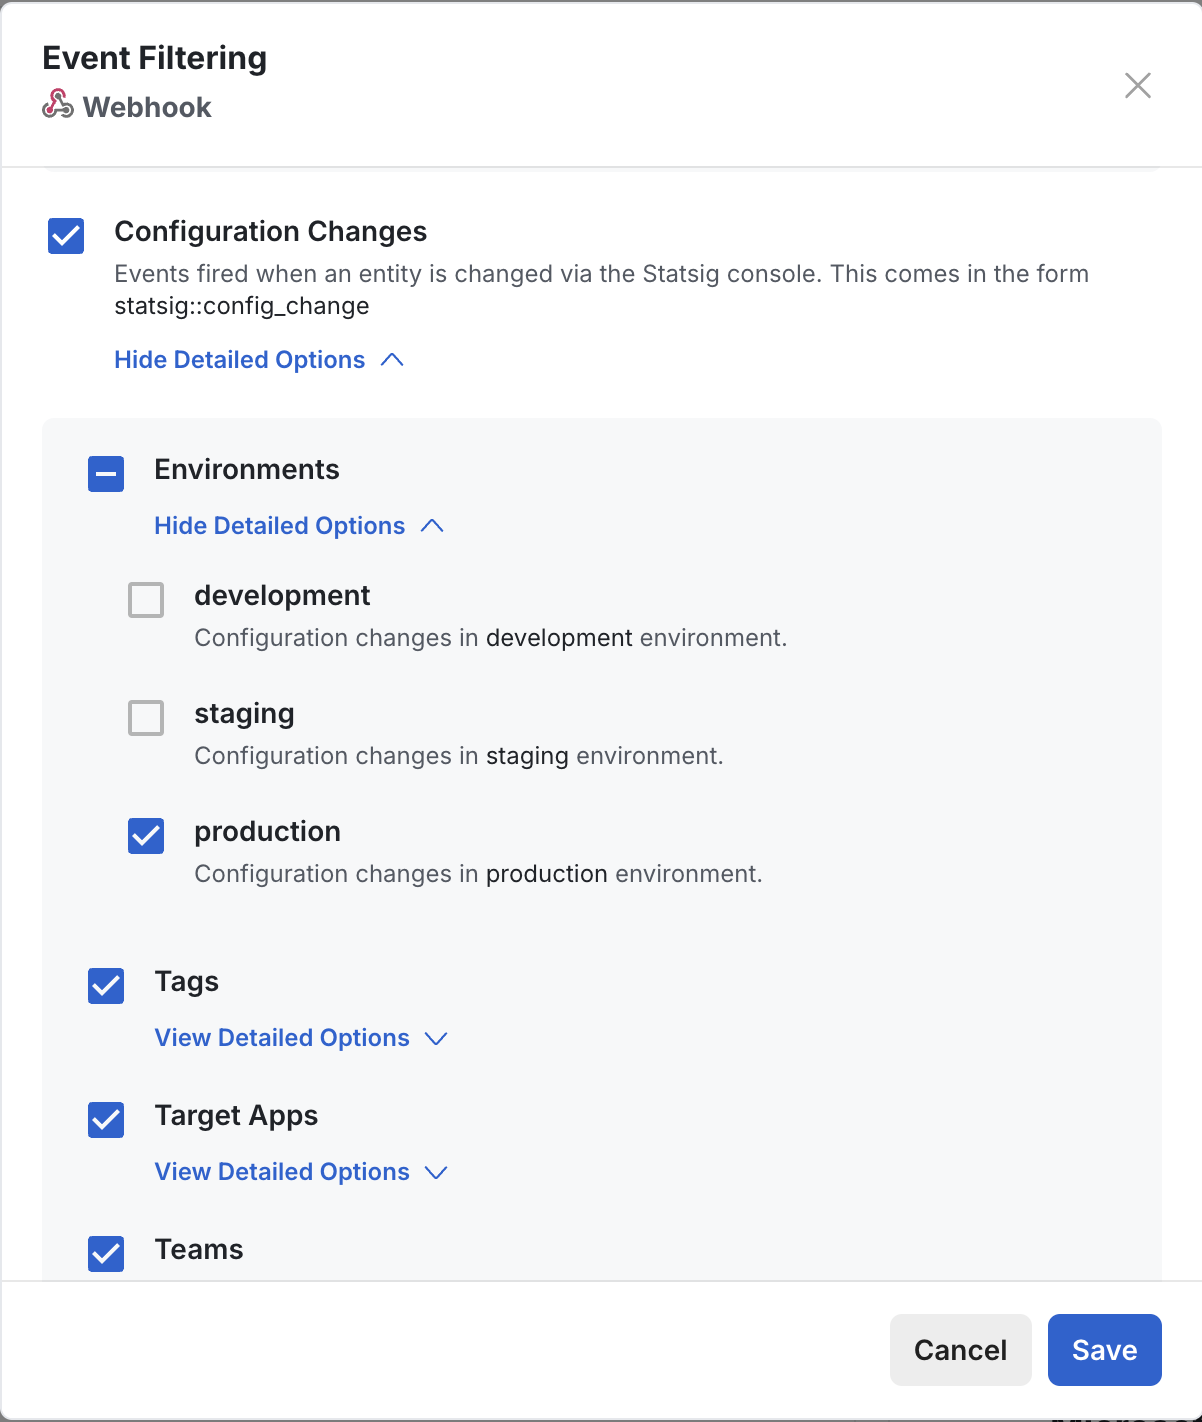 Event Filtering
Webhook
Configuration Changes
Events fired when an entity is changed via the Statsig console. This comes in the form
statsig::config_change
Hide Detailed Options
Environments
Hide Detailed Options
development
Configuration changes in development environment.
staging
Configuration changes in staging environment.
production
Configuration changes in production environment.
Tags
View Detailed Options
Target Apps
View Detailed Options
Teams
Cancel
Save